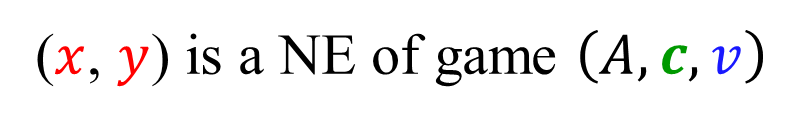 (x, y) is a NE of game (A, c, v)